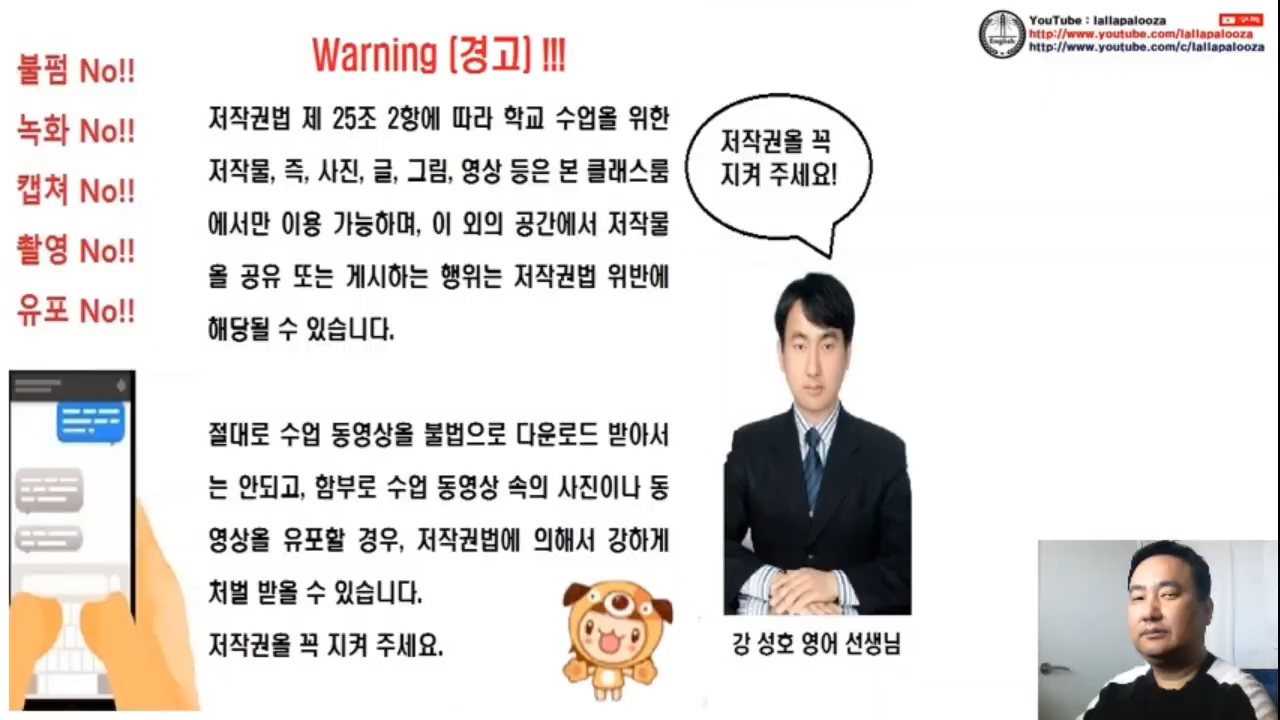 불펌 No!!
녹화 No!!
캡쳐 No!!
촬영 No!!
유포 No!!
Warning (경고) !!!
저작권법 제 25조 2항에 따라 학교 수업을 위한
저작물, 즉, 사진, 글, 그림, 영상 등은 본 클래스룸
에서만 이용 가능하며, 이 외의 공간에서 저작물
을 공유 또는 게시하는 행위는 저작권법 위반에
해당될 수 있습니다.
절대로 수업 동영상을 불법으로 다운로드 받아서
는 안되고, 함부로 수업 동영상 속의 사진이나 동
영상을 유포할 경우, 저작권법에 의해서 강하게
처벌 받을 수 있습니다.
저작권을 꼭 지켜 주세요.
저작권을 꼭
지켜 주세요!
강 성호 영어 선생님
YouTube : lallapalooza
구독
http://www.youtube.com/lallapalooza
http://www.youtube.com/c/lallapalooza
English